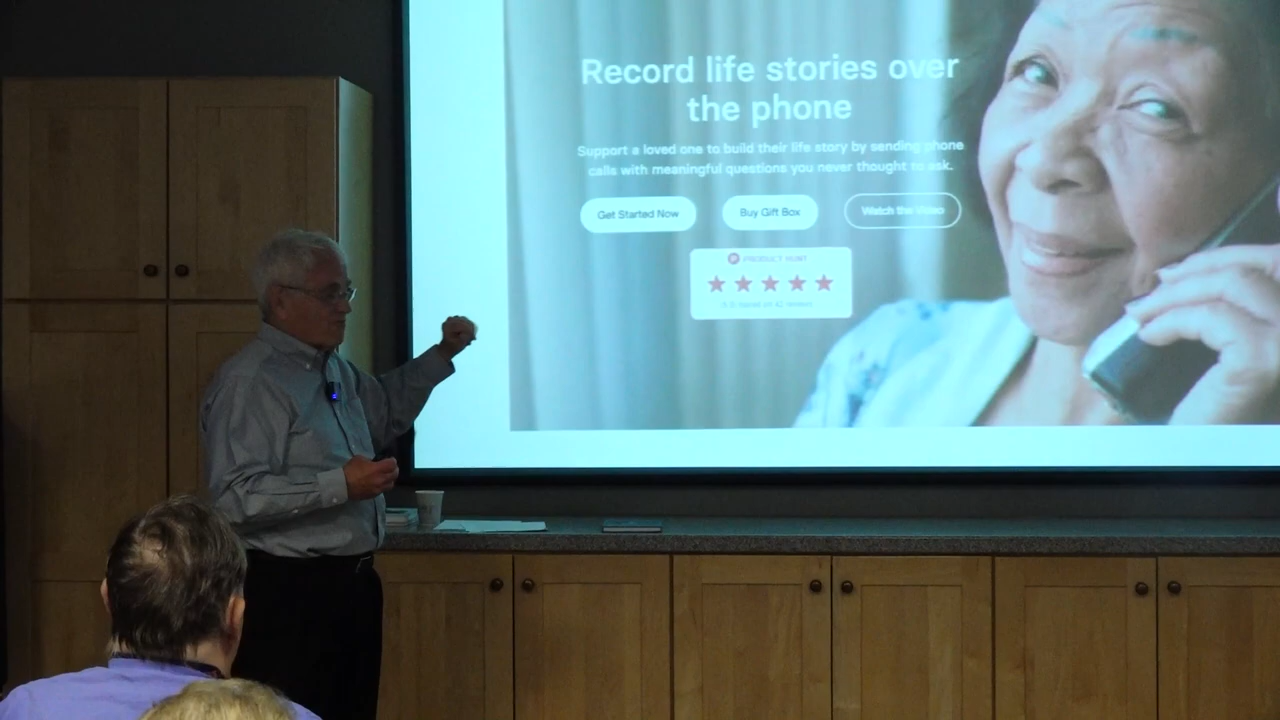 Record life stories over
the phone
Support a loved one to build their life story by sending phone
calls with meaningful questions you never thought to ask.
Get Started Now
Buy Gift Box
Watch the Video
PRODUCT HUNT